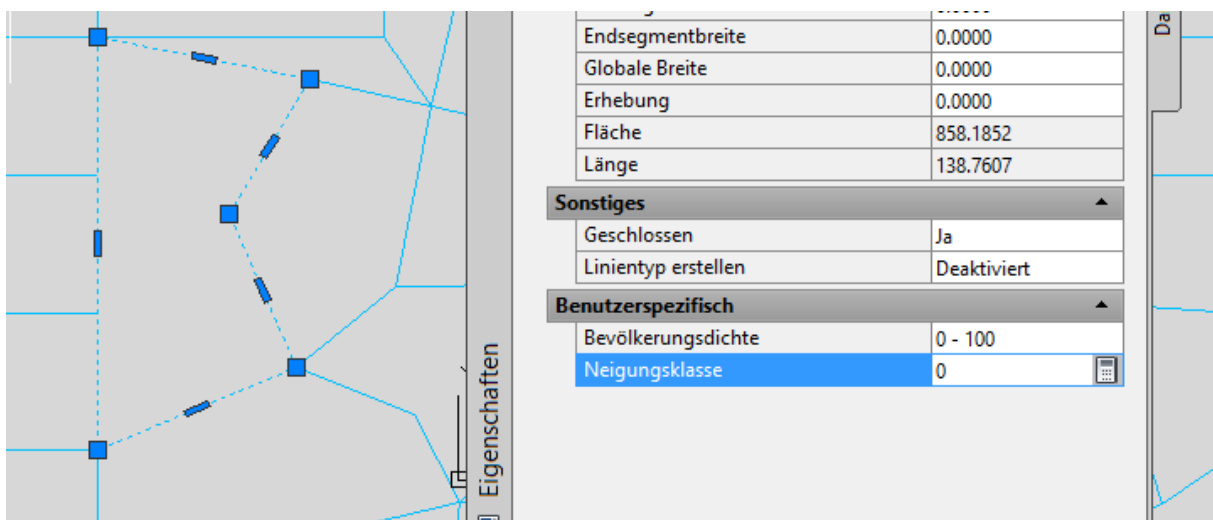 Endsegmentbreite 0.0000
Globale Breite 0.0000
Erhebung 0.0000
Fläche 858.1852
Länge 138.7607
Sonstiges
Geschlossen Ja
Linientyp erstellen Deaktiviert
Benutzerspezifisch
Bevölkerungsdichte 0 - 100
Neigungsklasse 0
Eigenschaften
Da